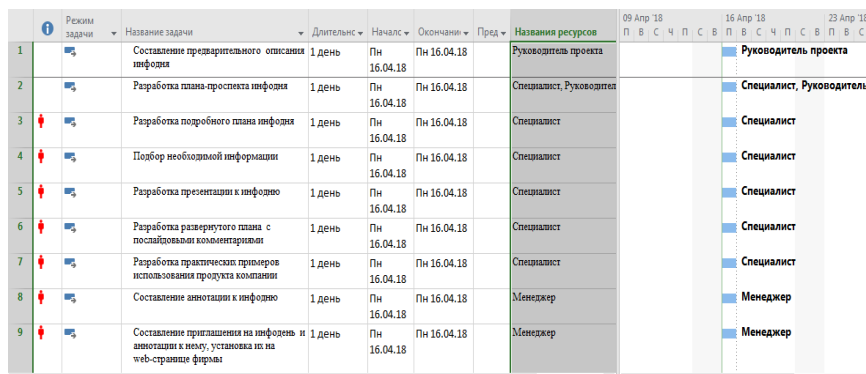 Режим задачи Название задачи Длительнс Начало Окончани Пред Названия ресурсов 09 Апр '18 16 Апр '18 23 Апр '18
П В С Ч П С В П В С Ч П С В П В С
1 Составление предварительного описания инфодня 1 день Пн 16.04.18 Пн 16.04.18 Руководитель проекта Руководитель проекта
2 Разработка плана-проспекта инфодня 1 день Пн 16.04.18 Пн 16.04.18 Специалист, Руководител Специалист, Руководитель
3 Разработка подробного плана инфодня 1 день Пн 16.04.18 Пн 16.04.18 Специалист Специалист
4 Подбор необходимой информации 1 день Пн 16.04.18 Пн 16.04.18 Специалист Специалист
5 Разработка презентации к инфодню 1 день Пн 16.04.18 Пн 16.04.18 Специалист Специалист
6 Разработка развернутого плана с послайдовыми комментариями 1 день Пн 16.04.18 Пн 16.04.18 Специалист Специалист
7 Разработка практических примеров использования продукта компании 1 день Пн 16.04.18 Пн 16.04.18 Специалист Специалист
8 Составление аннотации к инфодню 1 день Пн 16.04.18 Пн 16.04.18 Менеджер Менеджер
9 Составление приглашения на инфодень и аннотации к нему, установка их на web-странице фирмы 1 день Пн 16.04.18 Пн 16.04.18 Менеджер Менеджер